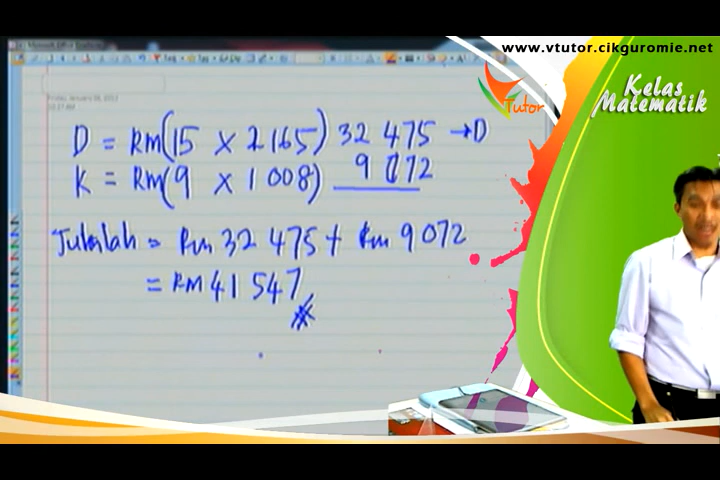 www.vtutor.cikguromie.net
Kelas
Matematik
Tutor
D = RM(15 X 2 165) 32 475 → D
K = RM(9 X 1 008) 9 072
Jumlah = RM 32 475 + RM 9 072
= RM 41 547